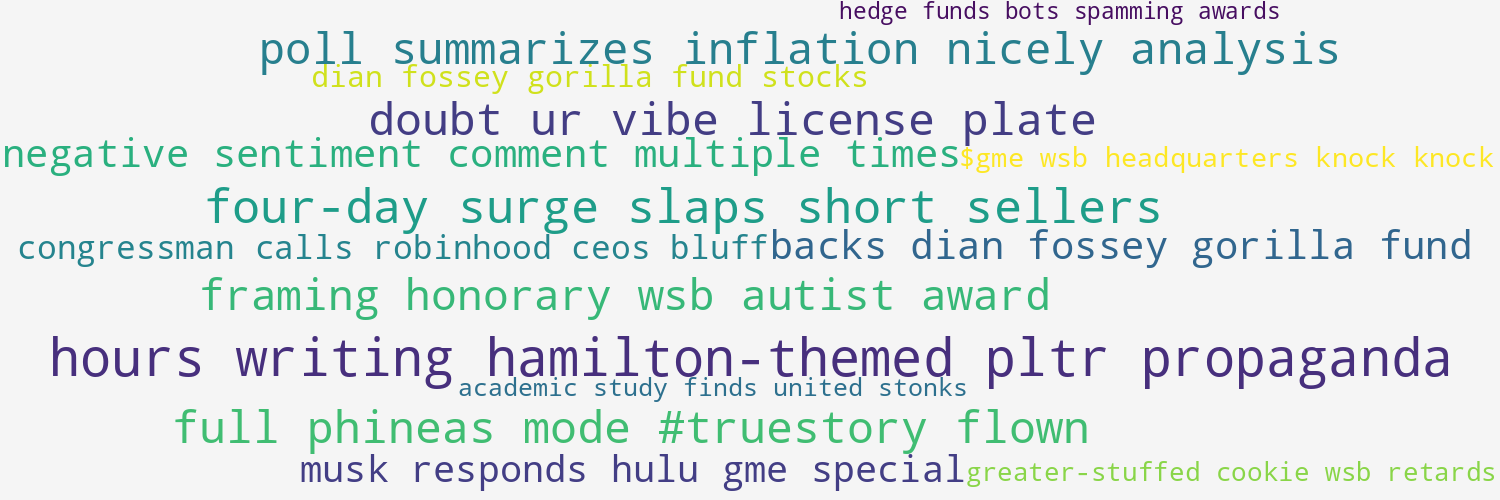 hedge funds bots spamming awards
poll summarizes inflation nicely analysis
dian fossey gorilla fund stocks
doubt ur vibe license plate
negative sentiment comment multiple times
$gme wsb headquarters knock knock
four-day surge slaps short sellers
congressman calls robinhood ceos bluff
backs dian fossey gorilla fund
framing honorary wsb autist award
hours writing hamilton-themed pltr propaganda
academic study finds united stonks
full phineas mode #truestory flown
musk responds hulu gme special
greater-stuffed cookie wsb retards